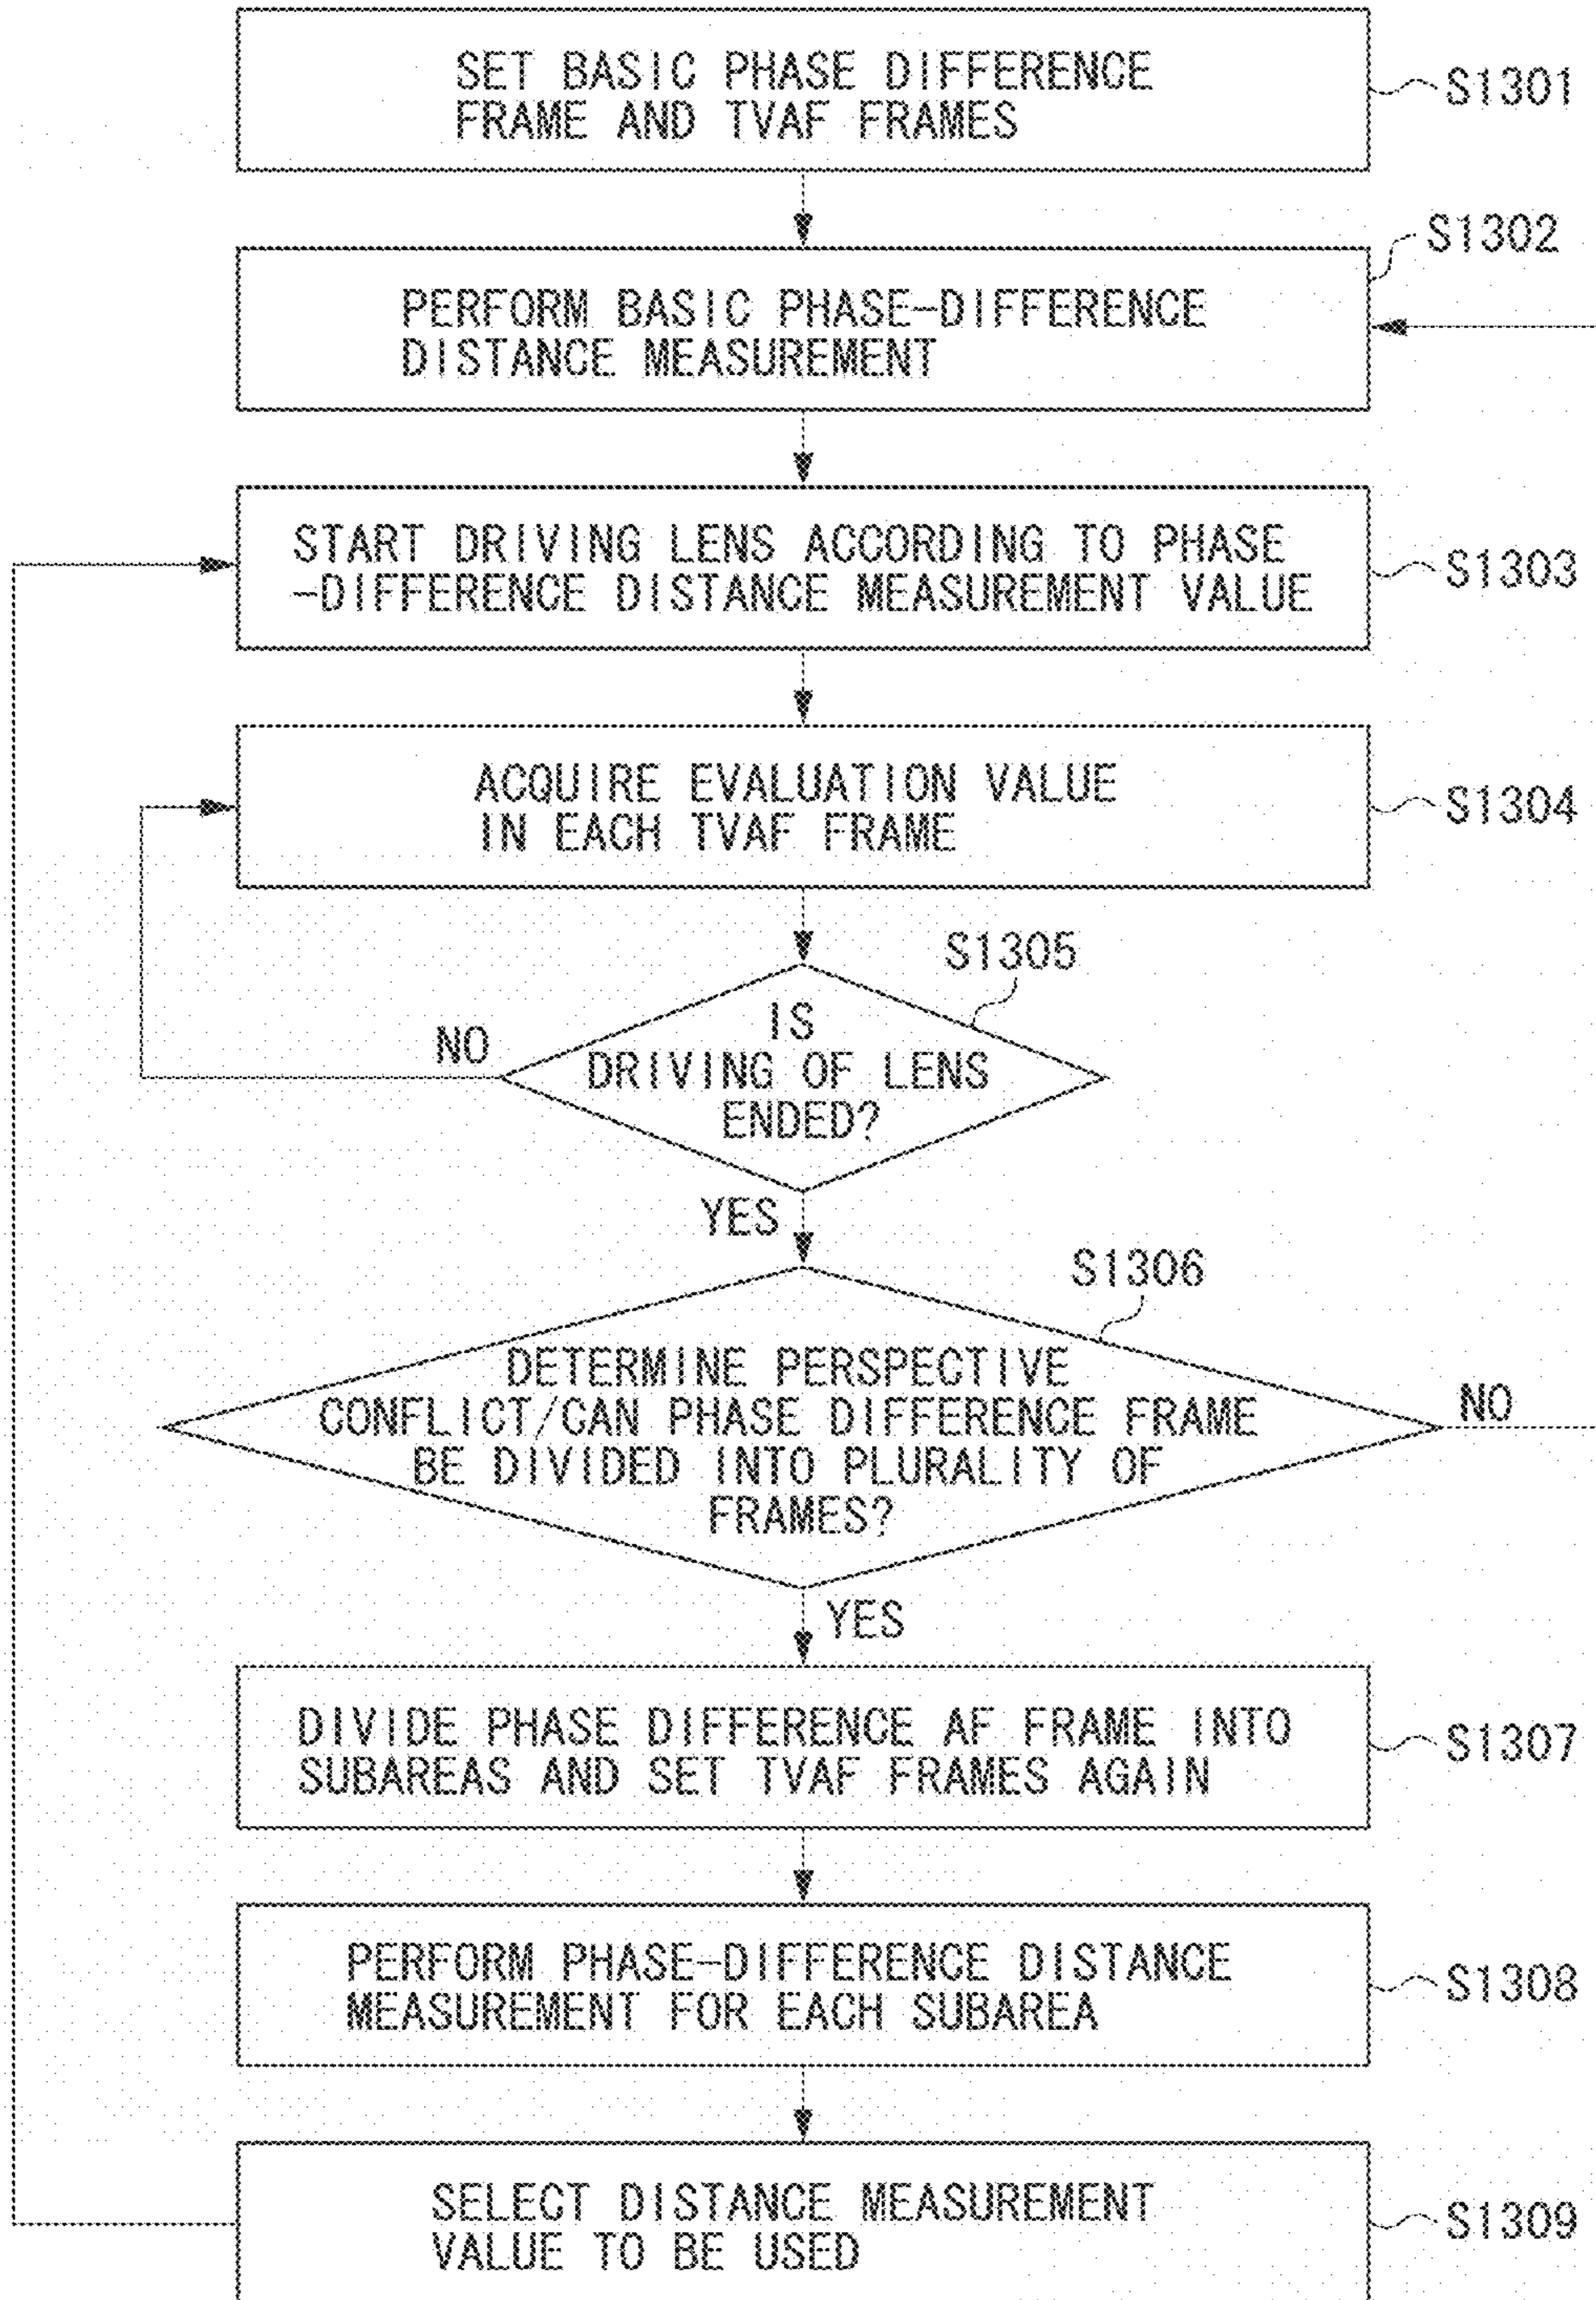 SET BASIC PHASE DIFFERENCE
FRAME AND TVAF FRAMES
S1301
S1302
PERFORM BASIC PHASE-DIFFERENCE
DISTANCE MEASUREMENT
START DRIVING LENS ACCORDING TO PHASE
-DIFFERENCE DISTANCE MEASUREMENT VALUE
S1303
ACQUIRE EVALUATION VALUE
IN EACH TVAF FRAME
S1304
S1305
NO
IS
DRIVING OF LENS
ENDED?
YES
S1306
DETERMINE PERSPECTIVE
CONFLICT/CAN PHASE DIFFERENCE FRAME
BE DIVIDED INTO PLURALITY OF
FRAMES?
NO
YES
DIVIDE PHASE DIFFERENCE AF FRAME INTO
SUBAREAS AND SET TVAF FRAMES AGAIN
S1307
PERFORM PHASE-DIFFERENCE DISTANCE
MEASUREMENT FOR EACH SUBAREA
S1308
SELECT DISTANCE MEASUREMENT
VALUE TO BE USED
S1309